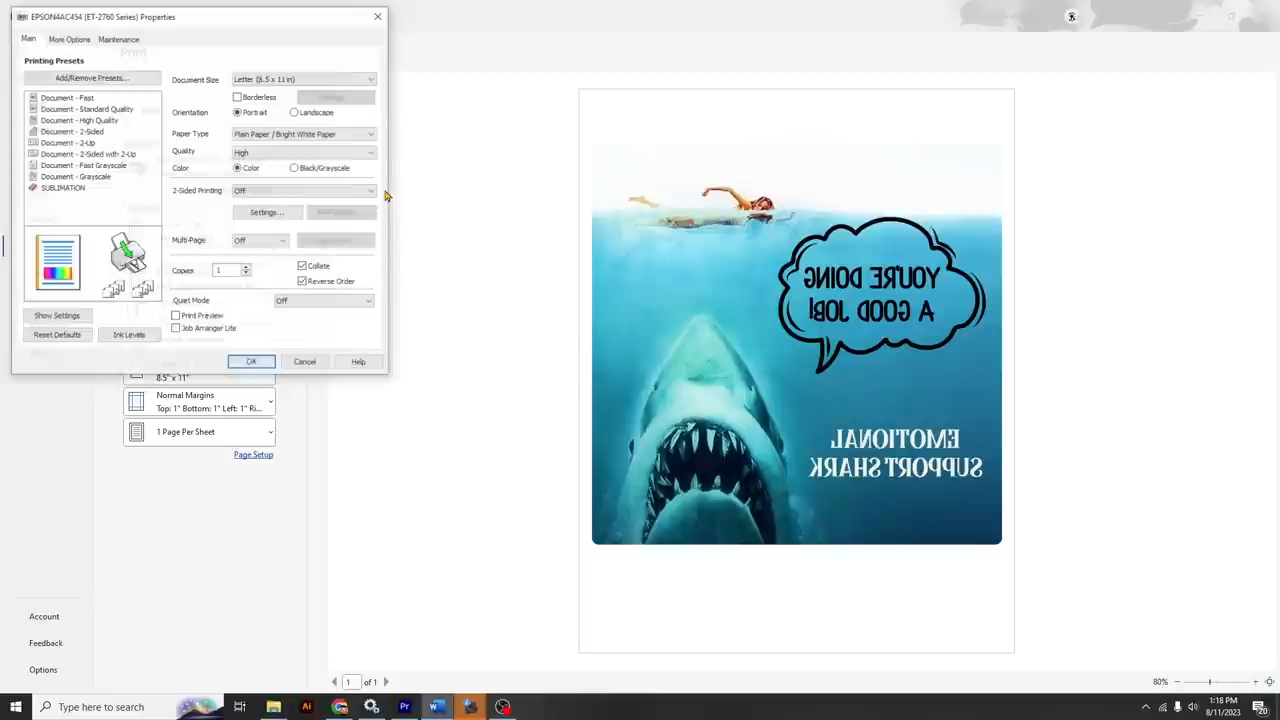 EPSON4AC454 (ET-2760 Series) Properties
Main
More Options
Maintenance
Print
Printing Presets
Add/Remove Presets...
Document - Fast
Document - Standard Quality
Document - High Quality
Document - 2-Sided
Document - 2-Up
Document - 2-Sided with 2-Up
Document - Fast Grayscale
Document - Grayscale
SUBLIMATION
Show Settings
Reset Defaults
Ink Levels
Document Size
Letter (8.5 x 11 in)
Borderless
Orientation
Portrait
Landscape
Paper Type
Plain Paper / Bright White Paper
Quality
High
Color
Color
Black/Grayscale
2-Sided Printing
Off
Settings...
Multi-Page
Off
Copies
1
Collate
Reverse Order
Quiet Mode
Off
Print Preview
Job Arranger Lite
OK
Cancel
Help
8.5" x 11"
Normal Margins
Top: 1" Bottom: 1" Left: 1" Ri...
1 Page Per Sheet
Page Setup
Account
Feedback
Options
YOU'RE DOING
A GOOD JOB!
EMOTIONAL
SUPPORT SHARK
1 of 1
80%
Type here to search
1:18 PM
8/11/2023
20